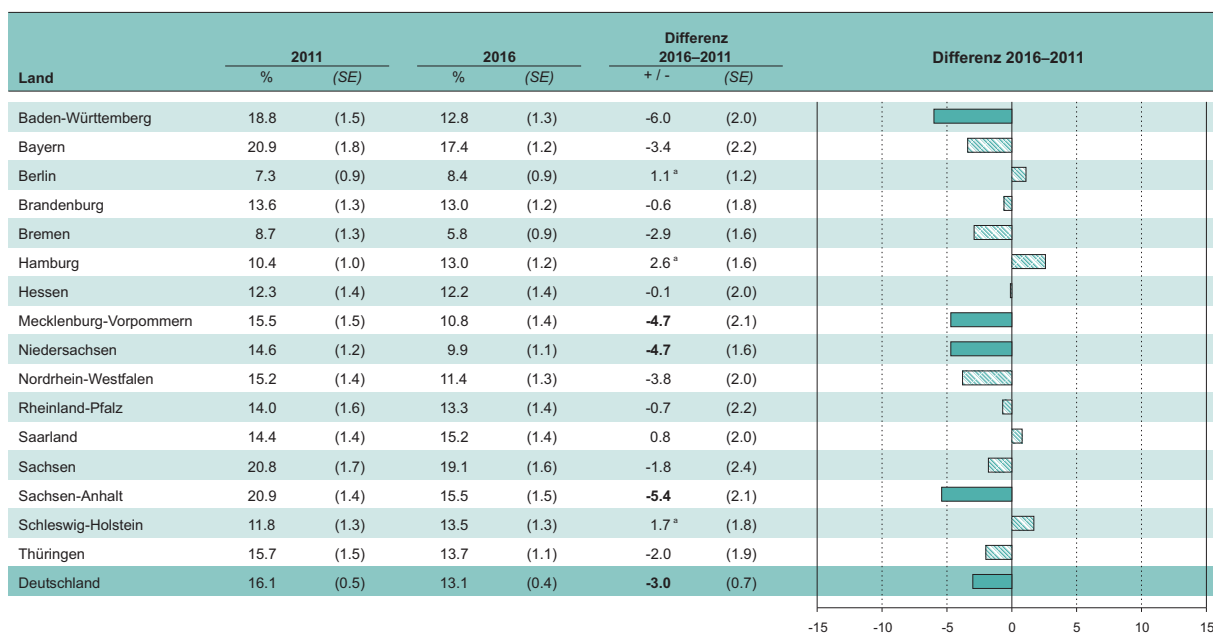 Differenz
2011 2016 2016–2011 Differenz 2016–2011
Land % (SE) % (SE) + / - (SE)
Baden-Württemberg 18.8 (1.5) 12.8 (1.3) -6.0 (2.0)
Bayern 20.9 (1.8) 17.4 (1.2) -3.4 (2.2)
Berlin 7.3 (0.9) 8.4 (0.9) 1.1 a (1.2)
Brandenburg 13.6 (1.3) 13.0 (1.2) -0.6 (1.8)
Bremen 8.7 (1.3) 5.8 (0.9) -2.9 (1.6)
Hamburg 10.4 (1.0) 13.0 (1.2) 2.6 a (1.6)
Hessen 12.3 (1.4) 12.2 (1.4) -0.1 (2.0)
Mecklenburg-Vorpommern 15.5 (1.5) 10.8 (1.4) -4.7 (2.1)
Niedersachsen 14.6 (1.2) 9.9 (1.1) -4.7 (1.6)
Nordrhein-Westfalen 15.2 (1.4) 11.4 (1.3) -3.8 (2.0)
Rheinland-Pfalz 14.0 (1.6) 13.3 (1.4) -0.7 (2.2)
Saarland 14.4 (1.4) 15.2 (1.4) 0.8 (2.0)
Sachsen 20.8 (1.7) 19.1 (1.6) -1.8 (2.4)
Sachsen-Anhalt 20.9 (1.4) 15.5 (1.5) -5.4 (2.1)
Schleswig-Holstein 11.8 (1.3) 13.5 (1.3) 1.7 a (1.8)
Thüringen 15.7 (1.5) 13.7 (1.1) -2.0 (1.9)
Deutschland 16.1 (0.5) 13.1 (0.4) -3.0 (0.7)
-15 -10 -5 0 5 10 15